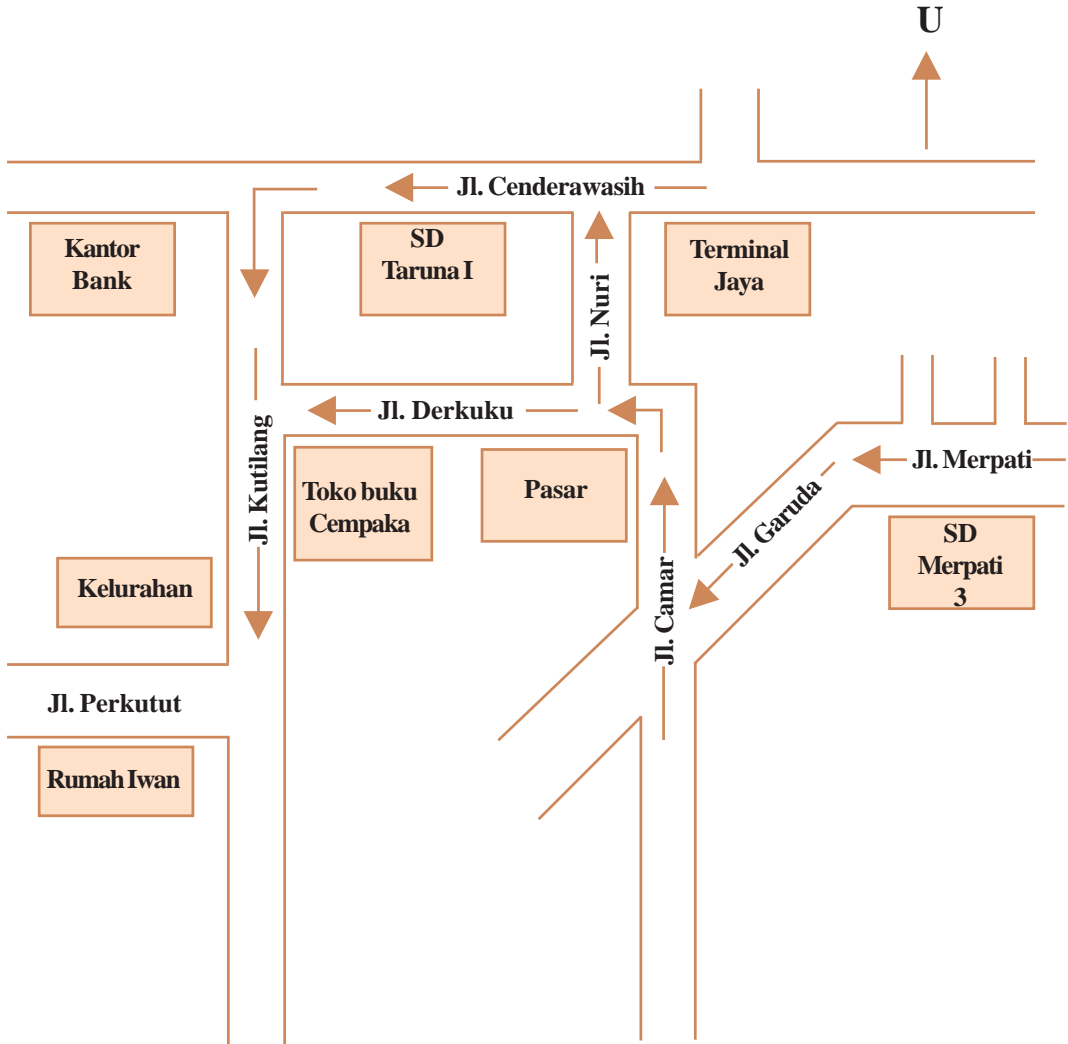 U
Jl. Cenderawasih
Kantor
Bank
SD
Taruna I
Terminal
Jaya
Jl. Nuri
Jl. Derkuku
Jl. Kutilang
Toko buku
Cempaka
Pasar
Jl. Merpati
Jl. Garuda
SD
Merpati
3
Kelurahan
Jl. Camar
Jl. Perkutut
Rumah Iwan